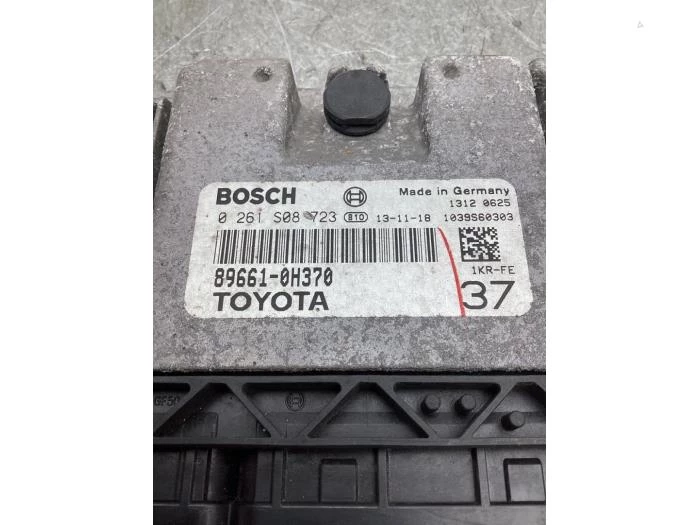 BOSCH Made in Germany
1312 0625
0 261 S08 723 810 13-11-18 1039S60303
89661-0H370 1KR-FE
TOYOTA 37
GF50